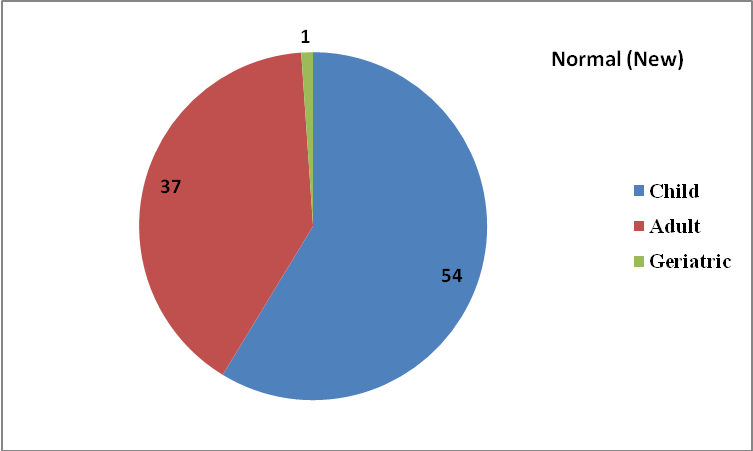 1
Normal (New)
37
54
Child
Adult
Geriatric